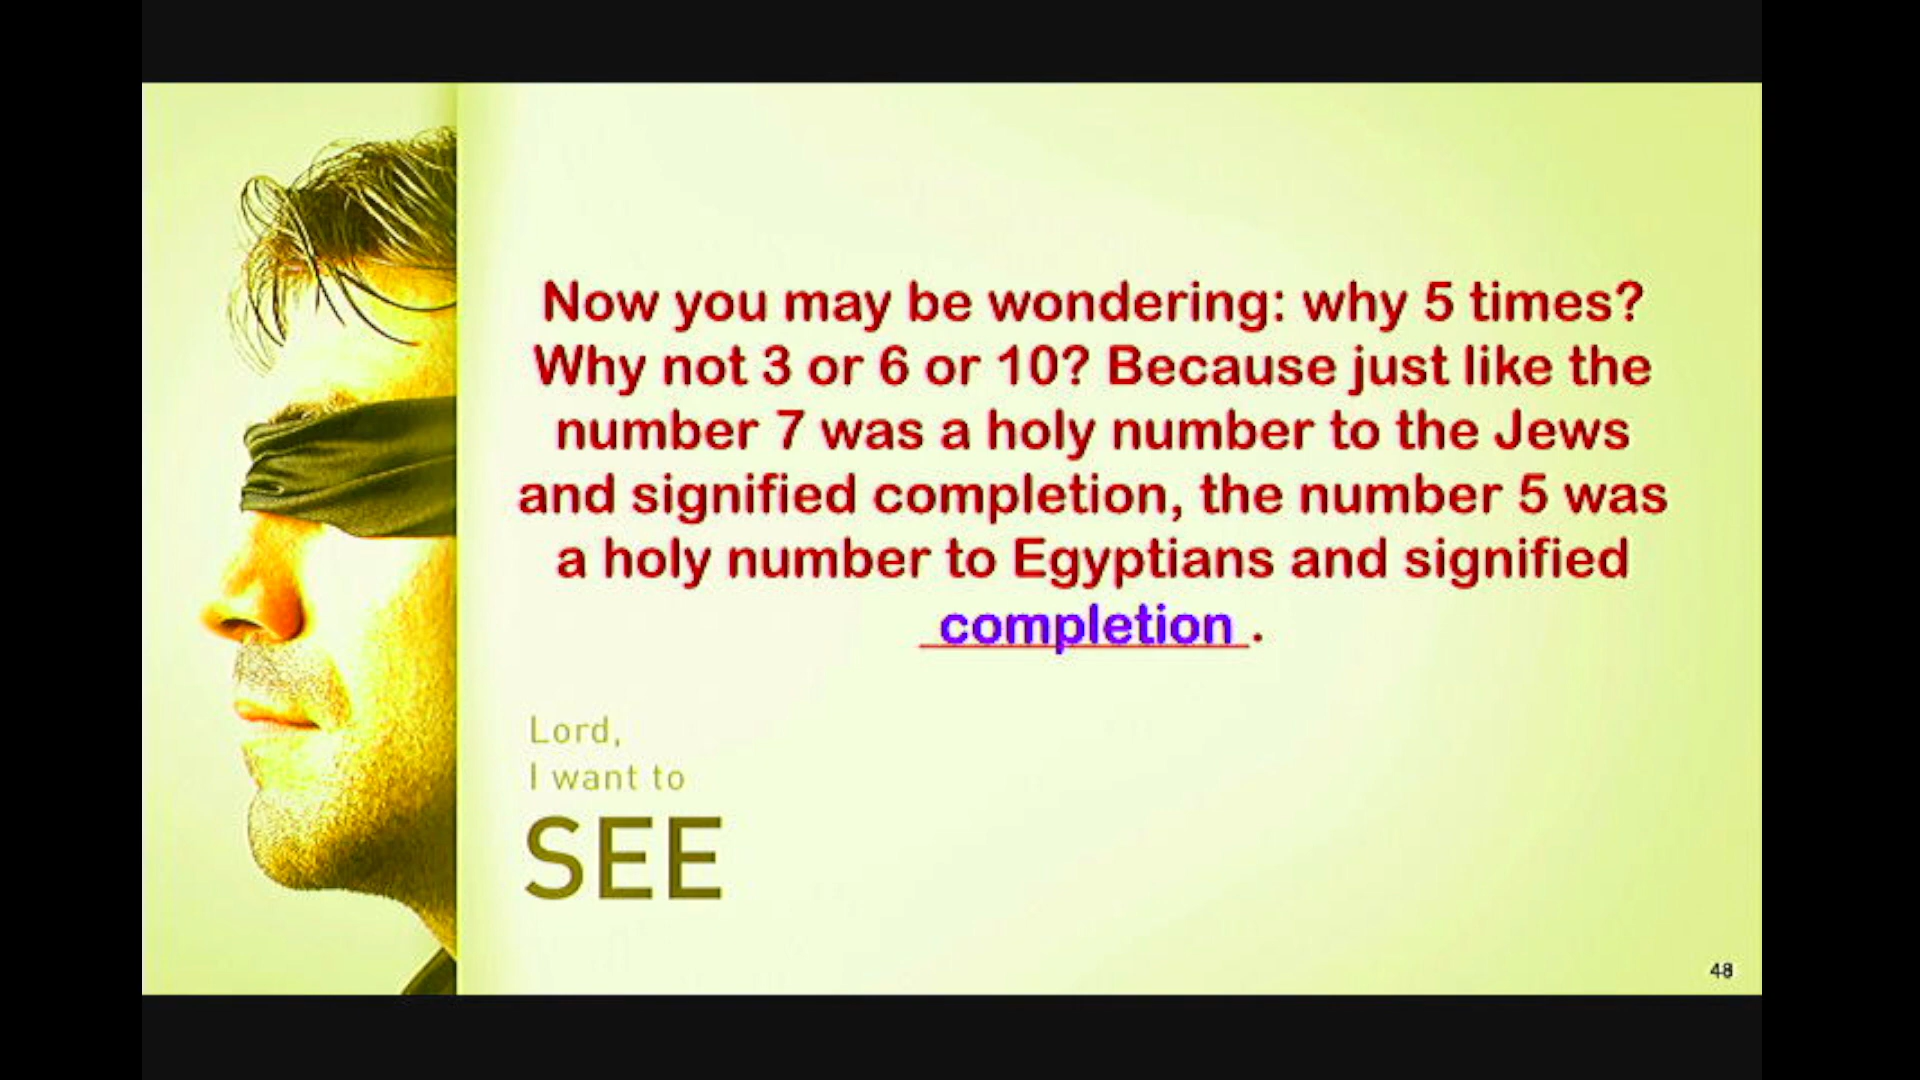 Now you may be wondering: why 5 times?
Why not 3 or 6 or 10? Because just like the
number 7 was a holy number to the Jews
and signified completion, the number 5 was
a holy number to Egyptians and signified
completion.
Lord,
I want to
SEE
48